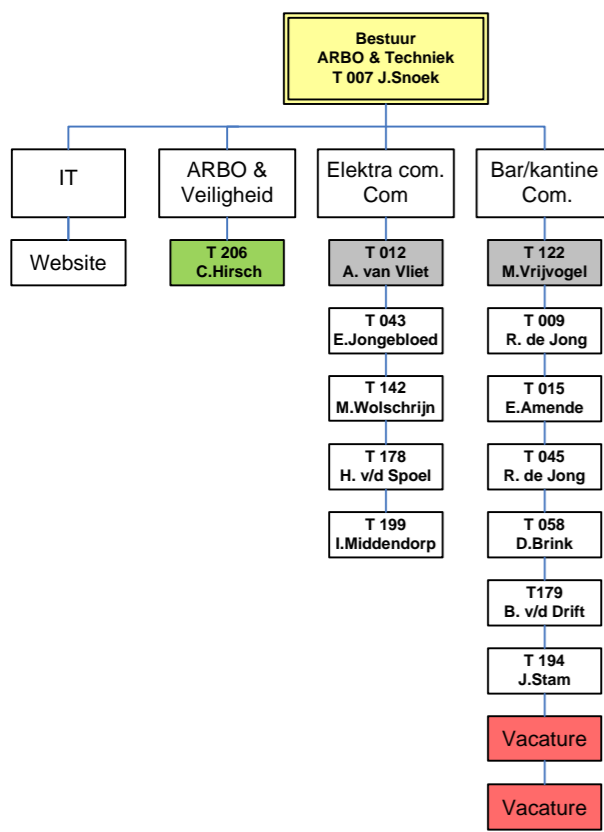 Bestuur
ARBO & Techniek
T 007 J.Snoek
IT
ARBO &
Veiligheid
Elektra com.
Com
Bar/kantine
Com.
Website
T 206
C.Hirsch
T 012
A. van Vliet
T 122
M.Vrijvogel
T 043
E.Jongebloed
T 009
R. de Jong
T 142
M.Wolschrijn
T 015
E.Amende
T 178
H. v/d Spoel
T 045
R. de Jong
T 199
I.Middendorp
T 058
D.Brink
T179
B. v/d Drift
T 194
J.Stam
Vacature
Vacature